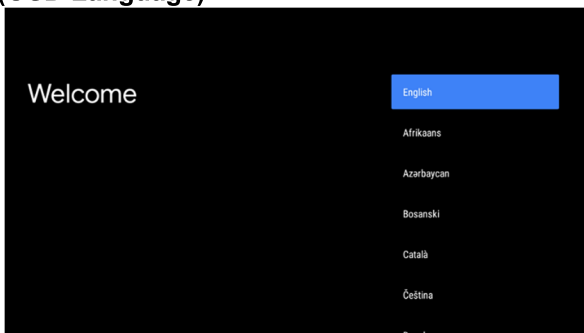 Welcome
English
Afrikaans
Azərbaycan
Bosanski
Català
Čeština